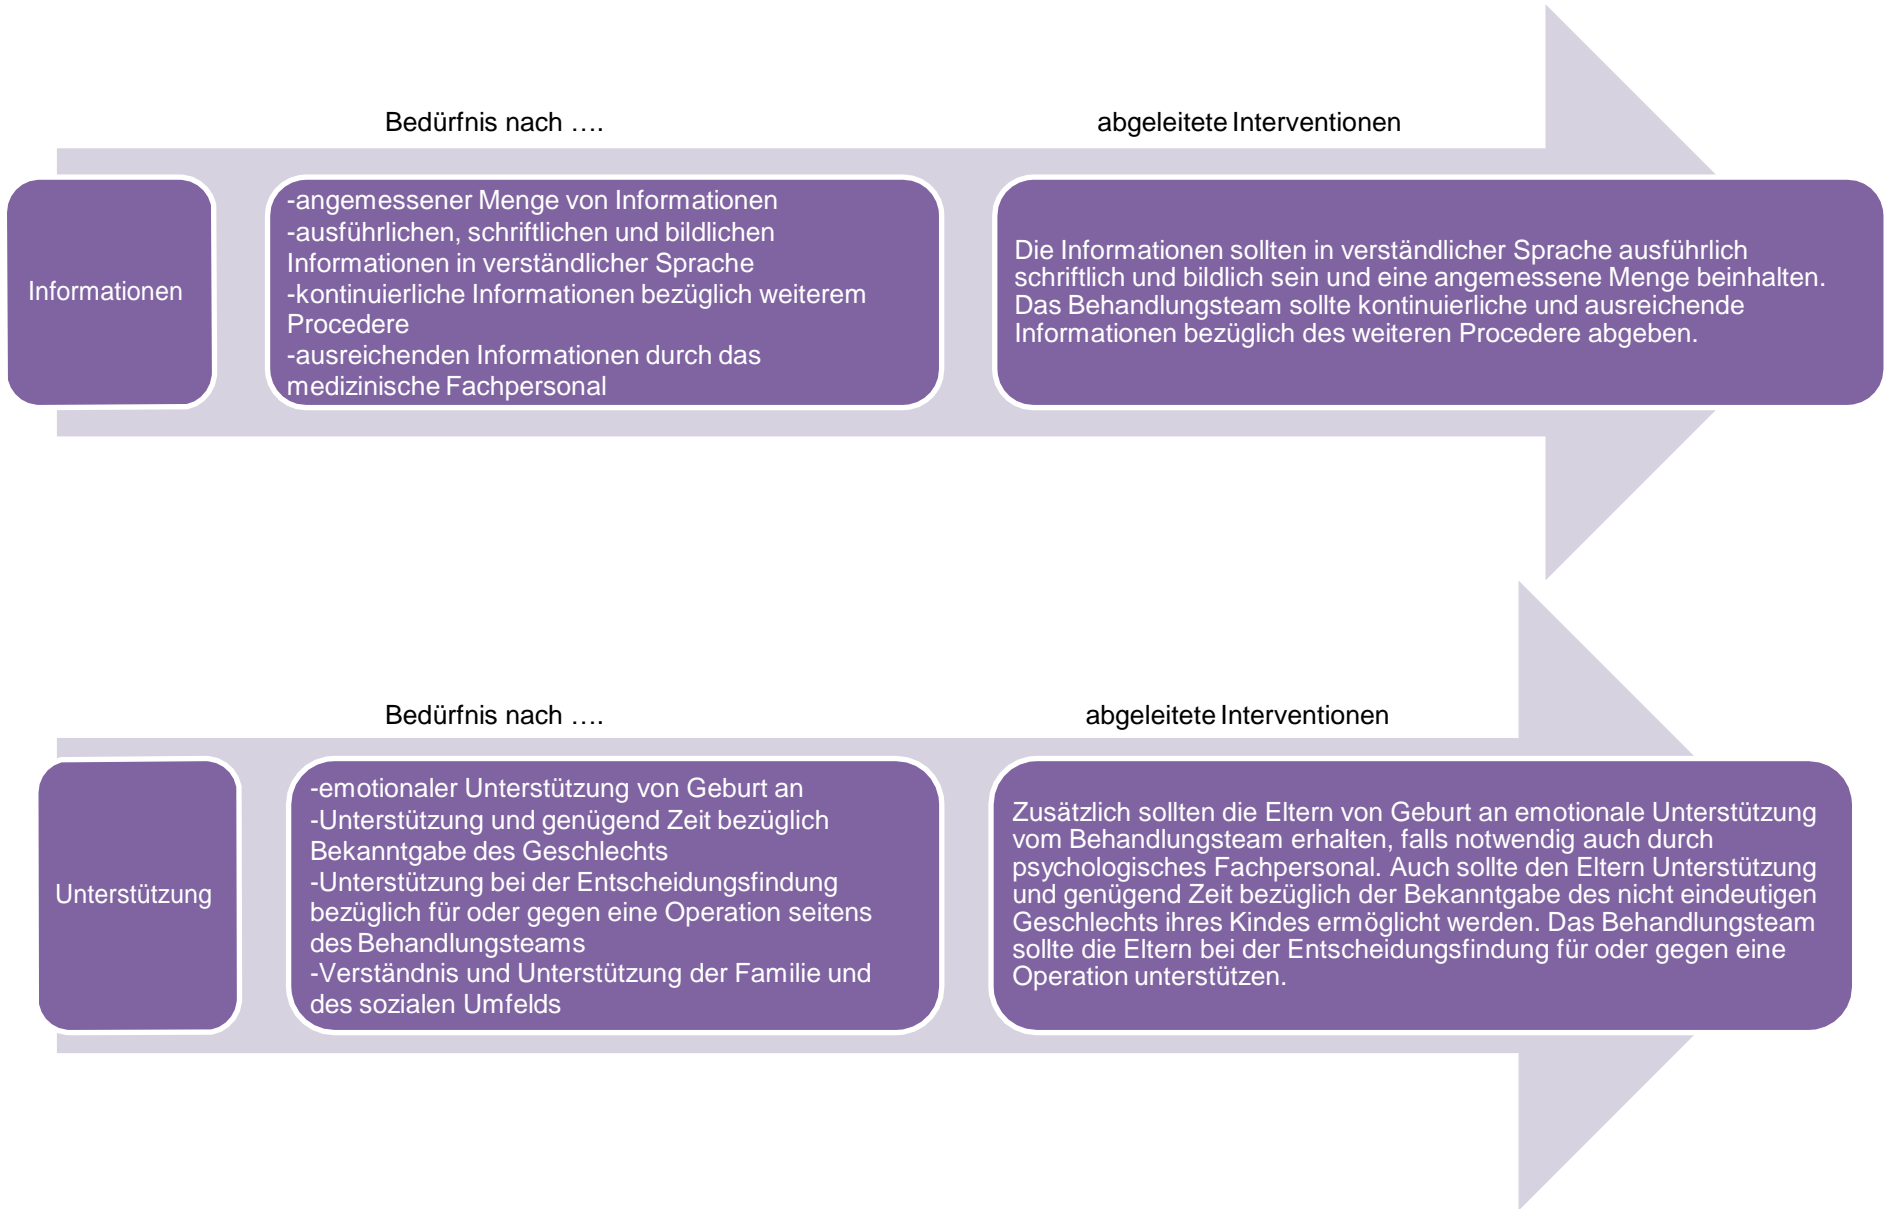 Bedürfnis nach ….
abgeleitete Interventionen
Informationen
-angemessener Menge von Informationen
-ausführlichen, schriftlichen und bildlichen
Informationen in verständlicher Sprache
-kontinuierliche Informationen bezüglich weiterem
Procedere
-ausreichenden Informationen durch das
medizinische Fachpersonal
Die Informationen sollten in verständlicher Sprache ausführlich
schriftlich und bildlich sein und eine angemessene Menge beinhalten.
Das Behandlungsteam sollte kontinuierliche und ausreichende
Informationen bezüglich des weiteren Procedere abgeben.
Bedürfnis nach ….
abgeleitete Interventionen
Unterstützung
-emotionaler Unterstützung von Geburt an
-Unterstützung und genügend Zeit bezüglich
Bekanntgabe des Geschlechts
-Unterstützung bei der Entscheidungsfindung
bezüglich für oder gegen eine Operation seitens
des Behandlungsteams
-Verständnis und Unterstützung der Familie und
des sozialen Umfelds
Zusätzlich sollten die Eltern von Geburt an emotionale Unterstützung
vom Behandlungsteam erhalten, falls notwendig auch durch
psychologisches Fachpersonal. Auch sollte den Eltern Unterstützung
und genügend Zeit bezüglich der Bekanntgabe des nicht eindeutigen
Geschlechts ihres Kindes ermöglicht werden. Das Behandlungsteam
sollte die Eltern bei der Entscheidungsfindung für oder gegen eine
Operation unterstützen.